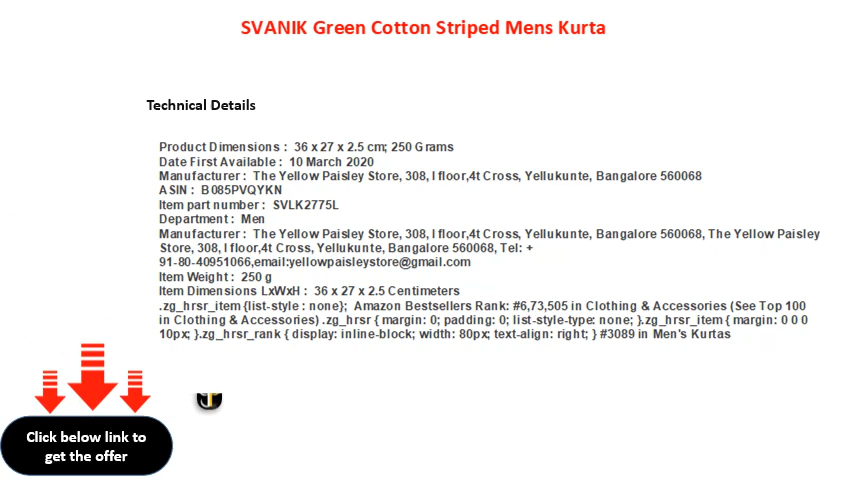 SVANIK Green Cotton Striped Mens Kurta
Technical Details
Product Dimensions : 36 x 27 x 2.5 cm; 250 Grams
Date First Available : 10 March 2020
Manufacturer : The Yellow Paisley Store, 308, I floor,4t Cross, Yellukunte, Bangalore 560068
ASIN : B085PVQYKN
Item part number : SVLK2775L
Department : Men
Manufacturer : The Yellow Paisley Store, 308, I floor,4t Cross, Yellukunte, Bangalore 560068, The Yellow Paisley
Store, 308, I floor,4t Cross, Yellukunte, Bangalore 560068, Tel: +
91-80-40951066,email:yellowpaisleystore@gmail.com
Item Weight : 250 g
Item Dimensions LxWxH : 36 x 27 x 2.5 Centimeters
.zg_hrsr_item {list-style : none}; Amazon Bestsellers Rank: #6,73,505 in Clothing & Accessories (See Top 100
in Clothing & Accessories) .zg_hrsr { margin: 0; padding: 0; list-style-type: none; }.zg_hrsr_item { margin: 0 0 0
10px; }.zg_hrsr_rank { display: inline-block; width: 80px; text-align: right; } #3089 in Men's Kurtas
Click below link to
get the offer